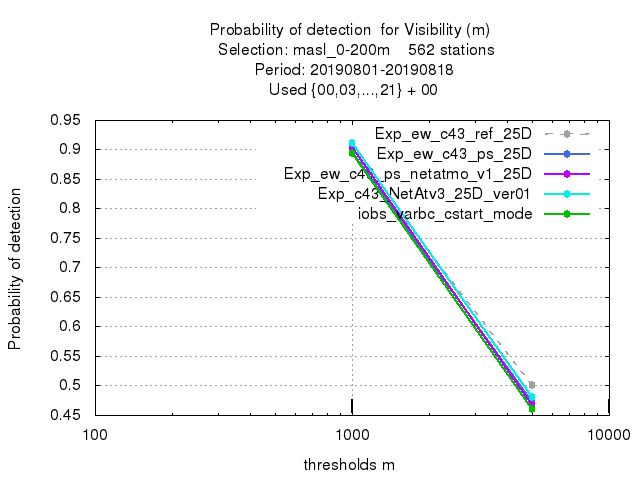 Probability of detection for Visibility (m)
Selection: masl_0-200m 562 stations
Period: 20190801-20190818
Used {00,03,...,21} + 00
0.95
0.9
0.85
0.8
0.75
0.7
0.65
0.6
0.55
0.5
0.45
Probability of detection
Exp_ew_c43_ref_25D
Exp_ew_c43_ps_25D
Exp_ew_c43_ps_netatmo_v1_25D
Exp_c43_NetAtv3_25D_ver01
iobs_varbc_cstart_mode
100 1000 10000
thresholds m